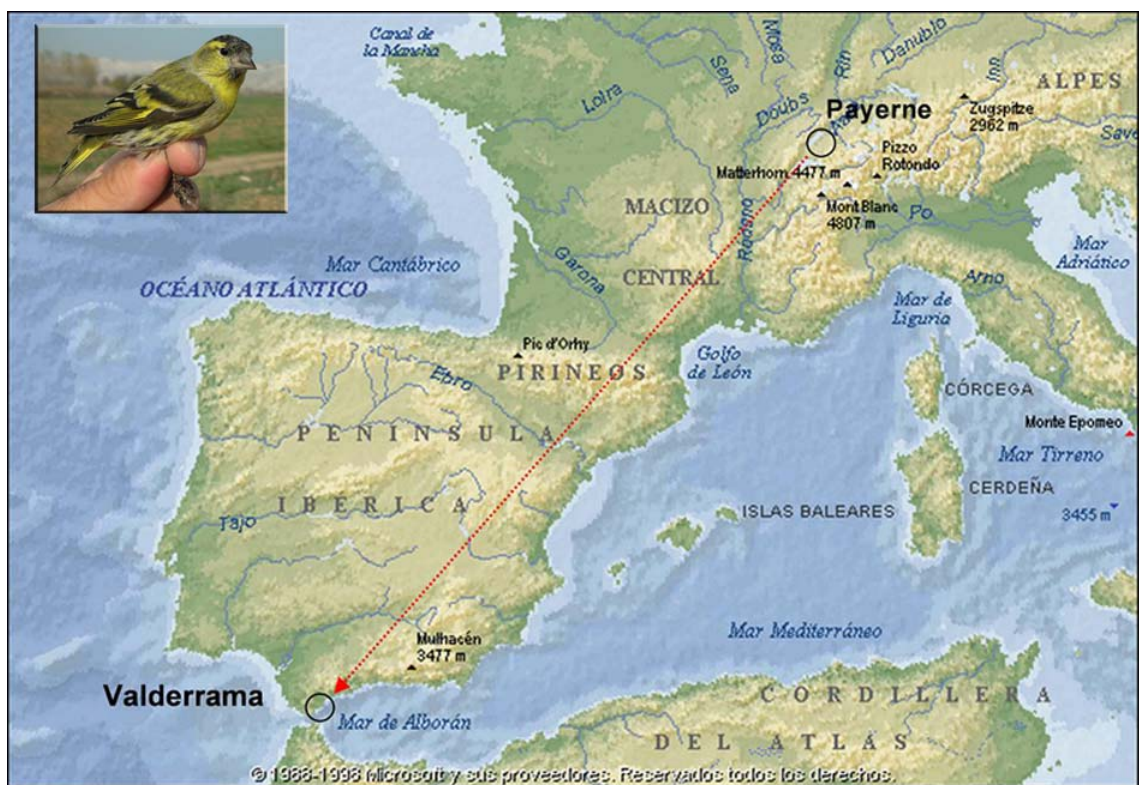 Canal de
la Mancha
Mosa
Rin
Danubio
Sena
Inn
ALPES
Loira
Doubs
Payerne
Zugspitze
2962 m
Save
Pizzo
Rotondo
Matterhorn 4477 m
MACIZO
Ródano
Mont Blanc
4807 m
Po
Mar Cantábrico
Garona
CENTRAL
Mar
Adriático
OCÉANO ATLÁNTICO
Arno
Mar de
Liguria
Pic d'Orhy
Golfo
de León
PIRINEOS
Ebro
CÓRCEGA
Monte Epomeo
PENÍNSULA
Mar Tirreno
IBÉRICA
CERDEÑA
Tajo
ISLAS BALEARES
3455 m
Mulhacén
3477 m
Mar Mediterráneo
Valderrama
CORDILLERA
Mar de Alborán
DEL ATLAS
© 1988-1998 Microsoft y sus proveedores. Reservados todos los derechos.